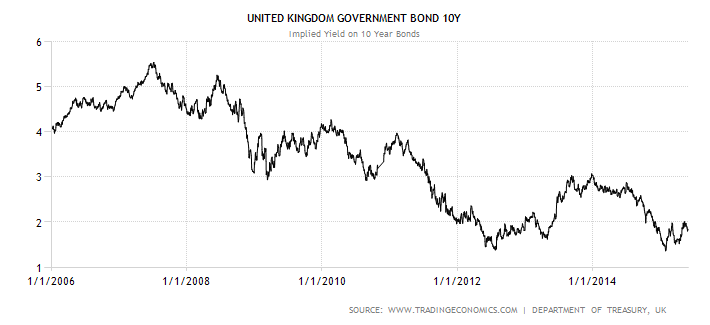 UNITED KINGDOM GOVERNMENT BOND 10Y
Implied Yield on 10 Year Bonds
6
5
4
3
2
1
1/1/2006 1/1/2008 1/1/2010 1/1/2012 1/1/2014
SOURCE: WWW.TRADINGECONOMICS.COM | DEPARTMENT OF TREASURY, UK